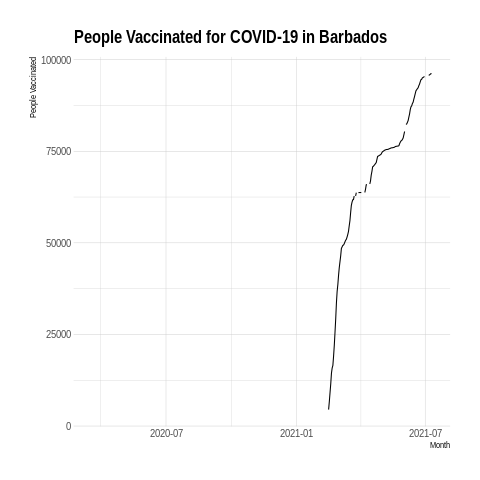 People Vaccinated for COVID-19 in Barbados
People Vaccinated
100000
75000
50000
25000
0
2020-07 2021-01 2021-07
Month